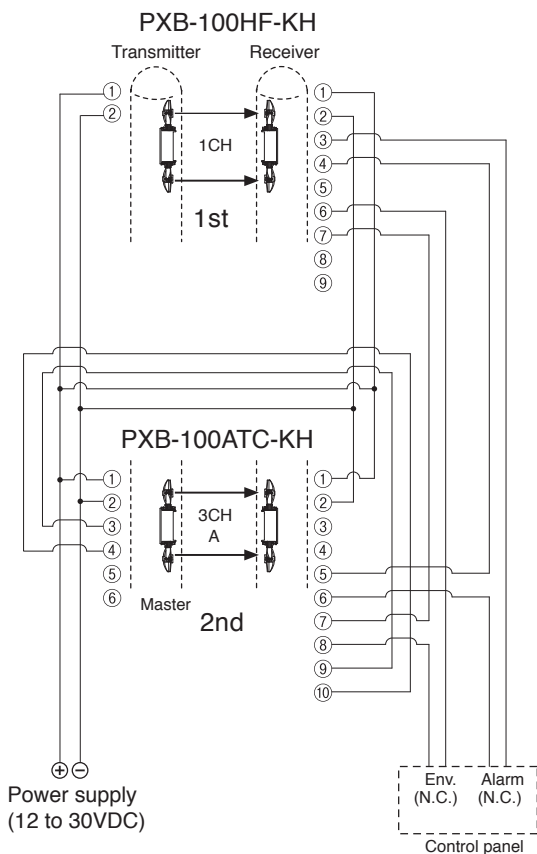 PXB-100HF-KH
Transmitter Receiver
① ①
② ②
③
1CH
④
⑤
⑥
1st
⑦
⑧
⑨
PXB-100ATC-KH
① ①
② ②
3CH
③ ③
A
④ ④
⑤ ⑤
⑥ ⑥
Master
2nd
⑦
⑧
⑨
⑩
⊕ ⊖
Power supply
(12 to 30VDC)
Env. Alarm
(N.C.) (N.C.)
Control panel